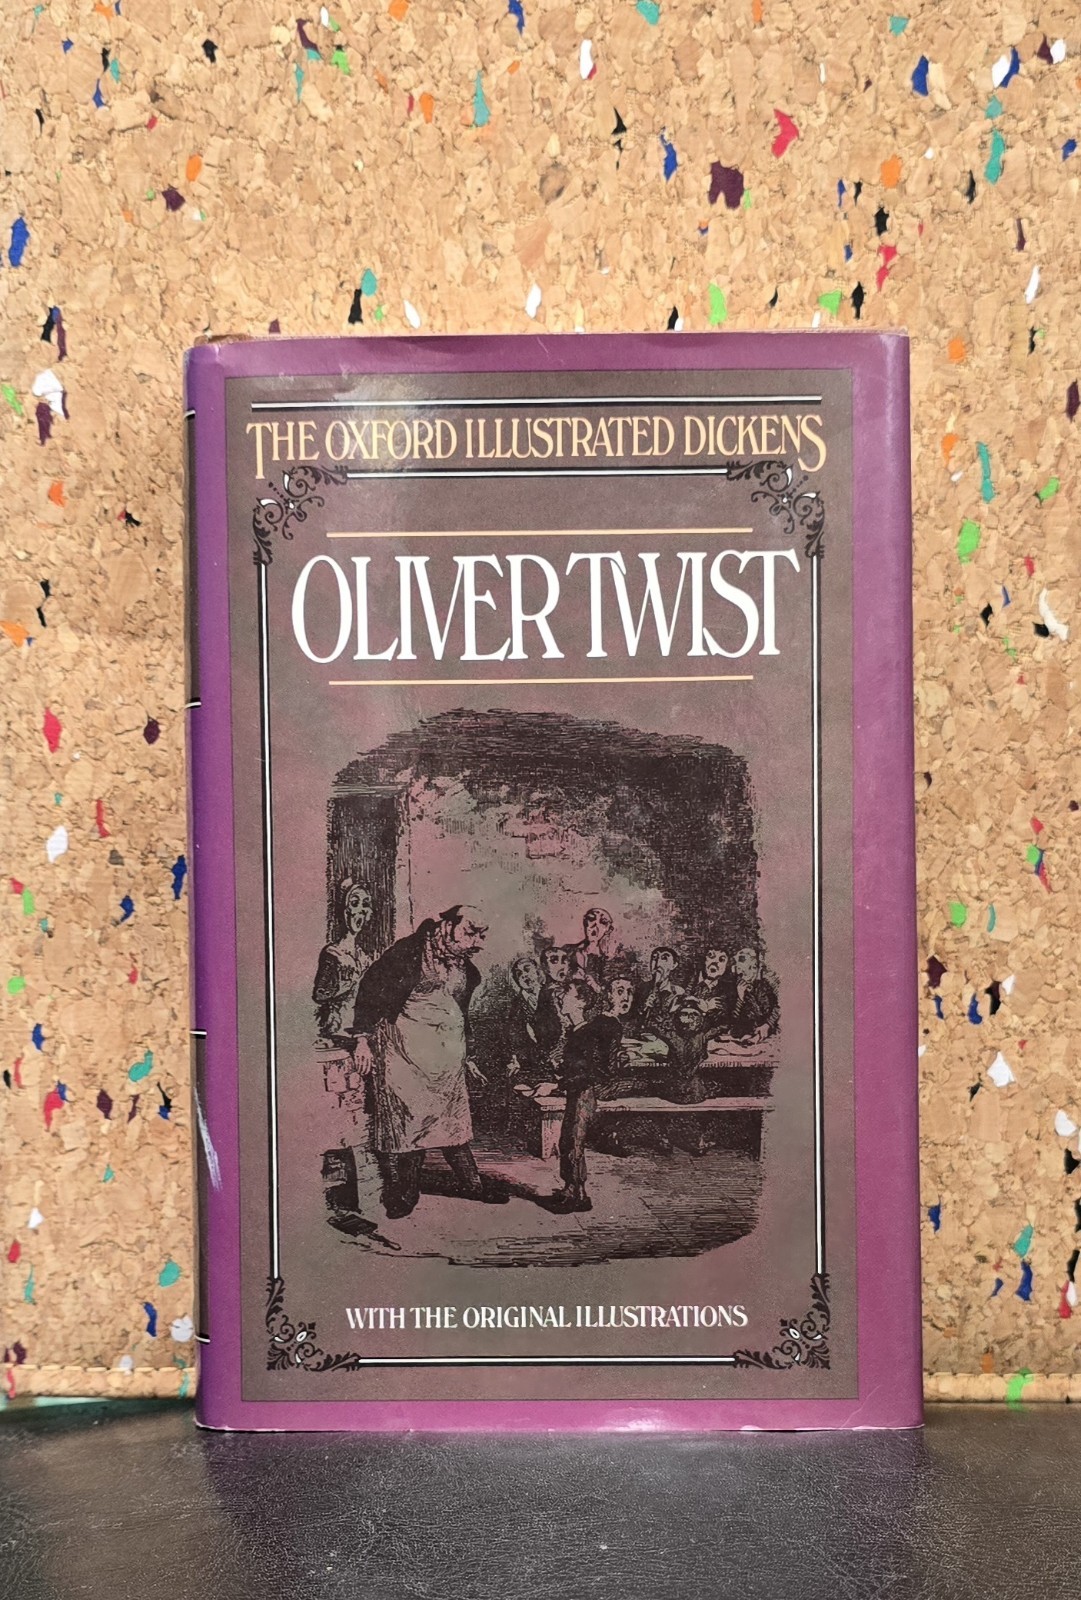 THE OXFORD ILLUSTRATED DICKENS
OLIVER TWIST
WITH THE ORIGINAL ILLUSTRATIONS